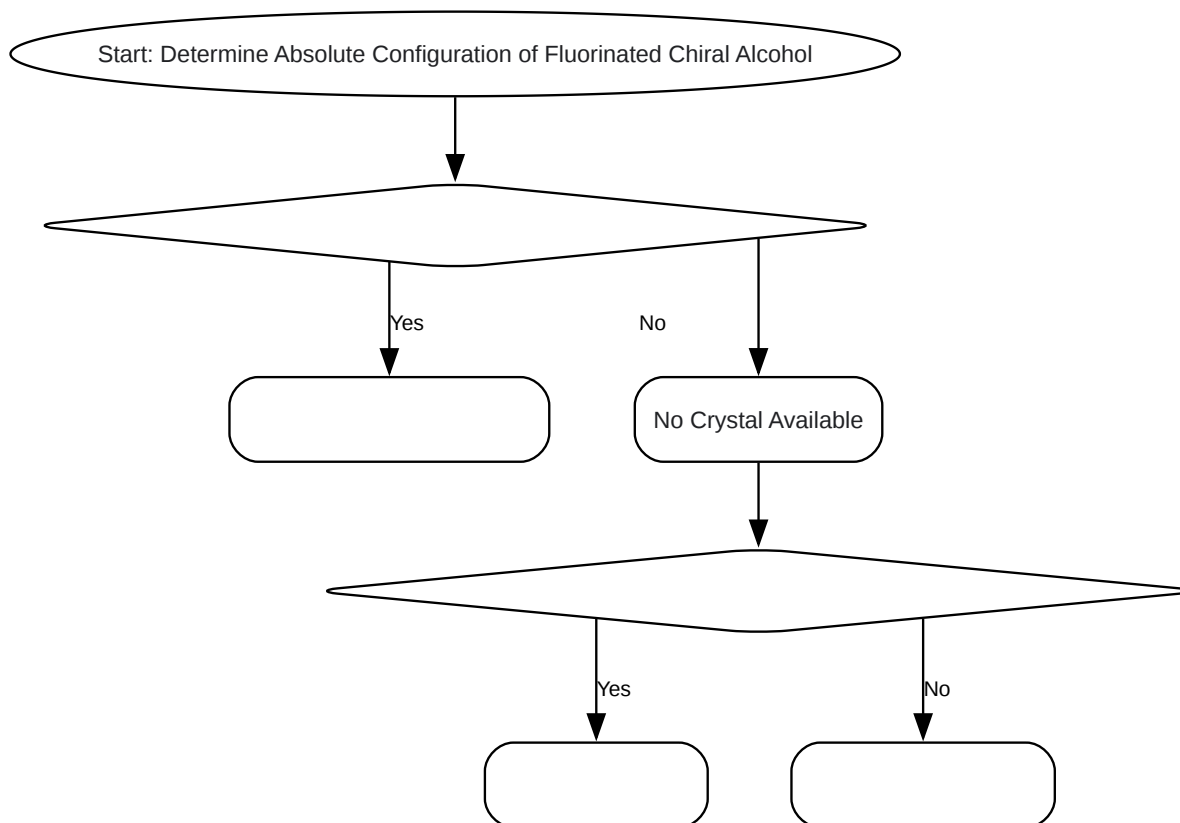 Start: Determine Absolute Configuration of Fluorinated Chiral Alcohol
Yes
No
No Crystal Available
Yes
No